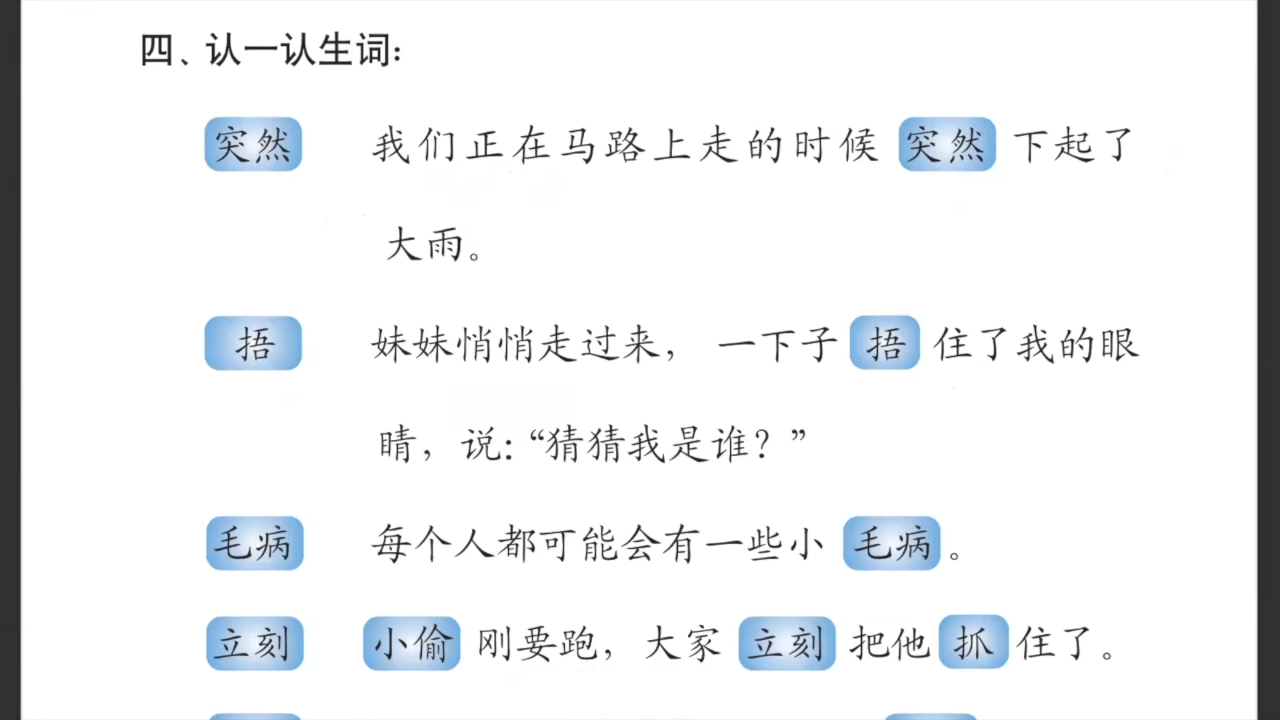 四、认一认生词：
突然 我们正在马路上走的时候 突然 下起了
大雨。
捂 妹妹悄悄走过来， 一下子 捂 住了我的眼
睛，说：“猜猜我是谁？”
毛病 每个人都可能会有一些小 毛病 。
立刻 小偷 刚要跑，大家 立刻 把他 抓 住了。